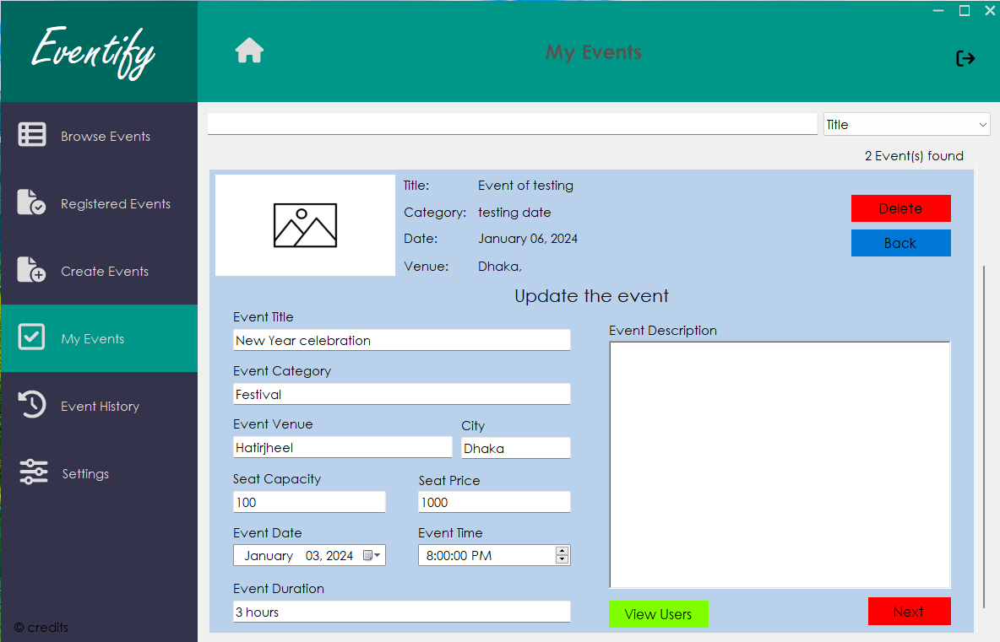 Eventify
My Events
Browse Events
Registered Events
Create Events
My Events
Event History
Settings
© credits
Title
2 Event(s) found
Title: Event of testing
Category: testing date
Date: January 06, 2024
Venue: Dhaka,
Delete
Back
Update the event
Event Title
New Year celebration
Event Category
Festival
Event Venue City
Hatirjheel Dhaka
Seat Capacity Seat Price
100 1000
Event Date Event Time
January 03, 2024 8:00:00 PM
Event Duration
3 hours
Event Description
View Users Next